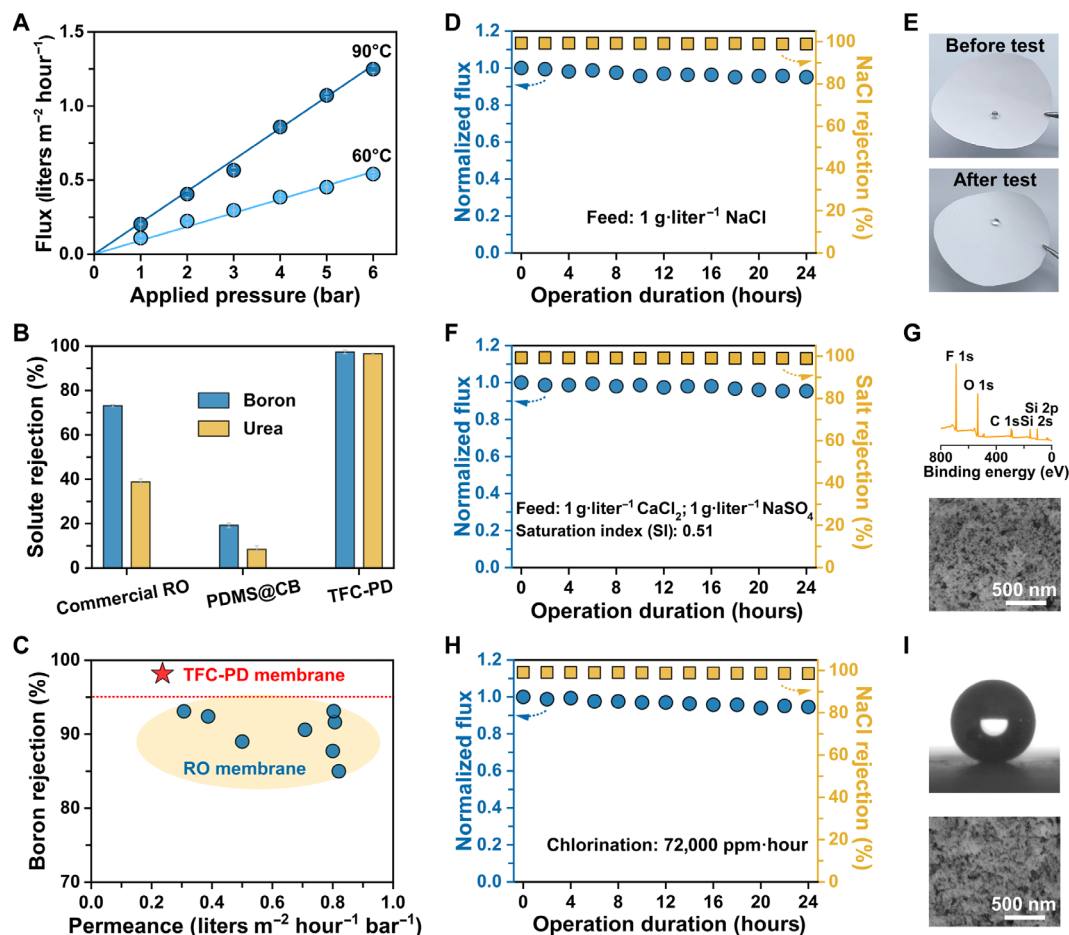 A
Flux (liters m⁻² hour⁻¹)
1.5
1.0
0.5
0.0
90°C
60°C
0 1 2 3 4 5 6
Applied pressure (bar)
B
Solute rejection (%)
100
80
60
40
20
0
Boron
Urea
Commercial RO
PDMS@CB
TFC-PD
C
Boron rejection (%)
100
90
80
70
TFC-PD membrane
RO membrane
0.0 0.2 0.4 0.6 0.8 1.0
Permeance (liters m⁻² hour⁻¹ bar⁻¹)
D
Normalized flux
1.2
1.0
0.8
0.6
0.4
0.2
0.0
Feed: 1 g·liter⁻¹ NaCl
100
80
60
40
20
0
NaCl rejection (%)
0 4 8 12 16 20 24
Operation duration (hours)
E
Before test
After test
F
Normalized flux
1.2
1.0
0.8
0.6
0.4
0.2
0.0
Feed: 1 g·liter⁻¹ CaCl₂; 1 g·liter⁻¹ NaSO₄
Saturation index (SI): 0.51
100
80
60
40
20
0
Salt rejection (%)
0 4 8 12 16 20 24
Operation duration (hours)
G
F 1s
O 1s
Si 2p
C 1s Si 2s
800 400 0
Binding energy (eV)
500 nm
H
Normalized flux
1.2
1.0
0.8
0.6
0.4
0.2
0.0
Chlorination: 72,000 ppm·hour
100
80
60
40
20
0
NaCl rejection (%)
0 4 8 12 16 20 24
Operation duration (hours)
I
500 nm